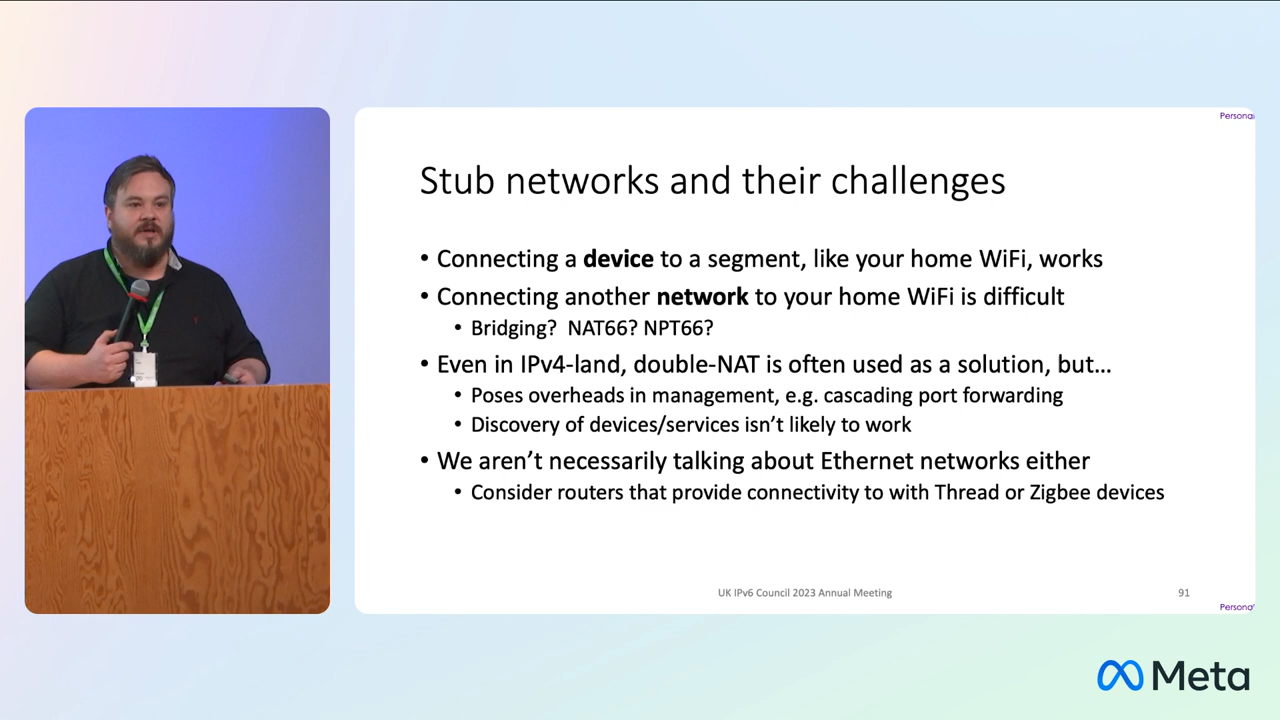 Persona
Stub networks and their challenges
• Connecting a device to a segment, like your home WiFi, works
• Connecting another network to your home WiFi is difficult
• Bridging? NAT66? NPT66?
• Even in IPv4-land, double-NAT is often used as a solution, but...
• Poses overheads in management, e.g. cascading port forwarding
• Discovery of devices/services isn't likely to work
• We aren't necessarily talking about Ethernet networks either
• Consider routers that provide connectivity to with Thread or Zigbee devices
UK IPv6 Council 2023 Annual Meeting
91
Persona
Meta